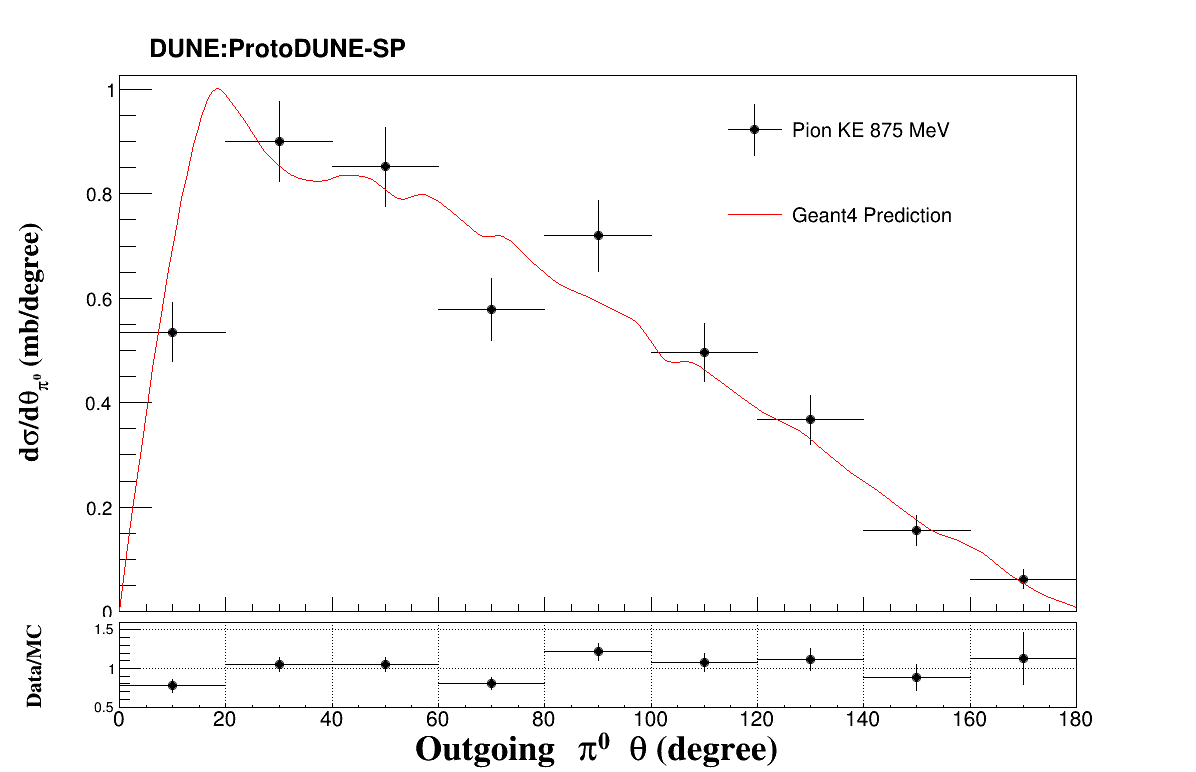 DUNE:ProtoDUNE-SP
1
0.8
0.6
0.4
0.2
0
dσ/dθπ⁰ (mb/degree)
Pion KE 875 MeV
Geant4 Prediction
1.5
1
0.5
Data/MC
0 20 40 60 80 100 120 140 160 180
Outgoing π⁰ θ (degree)